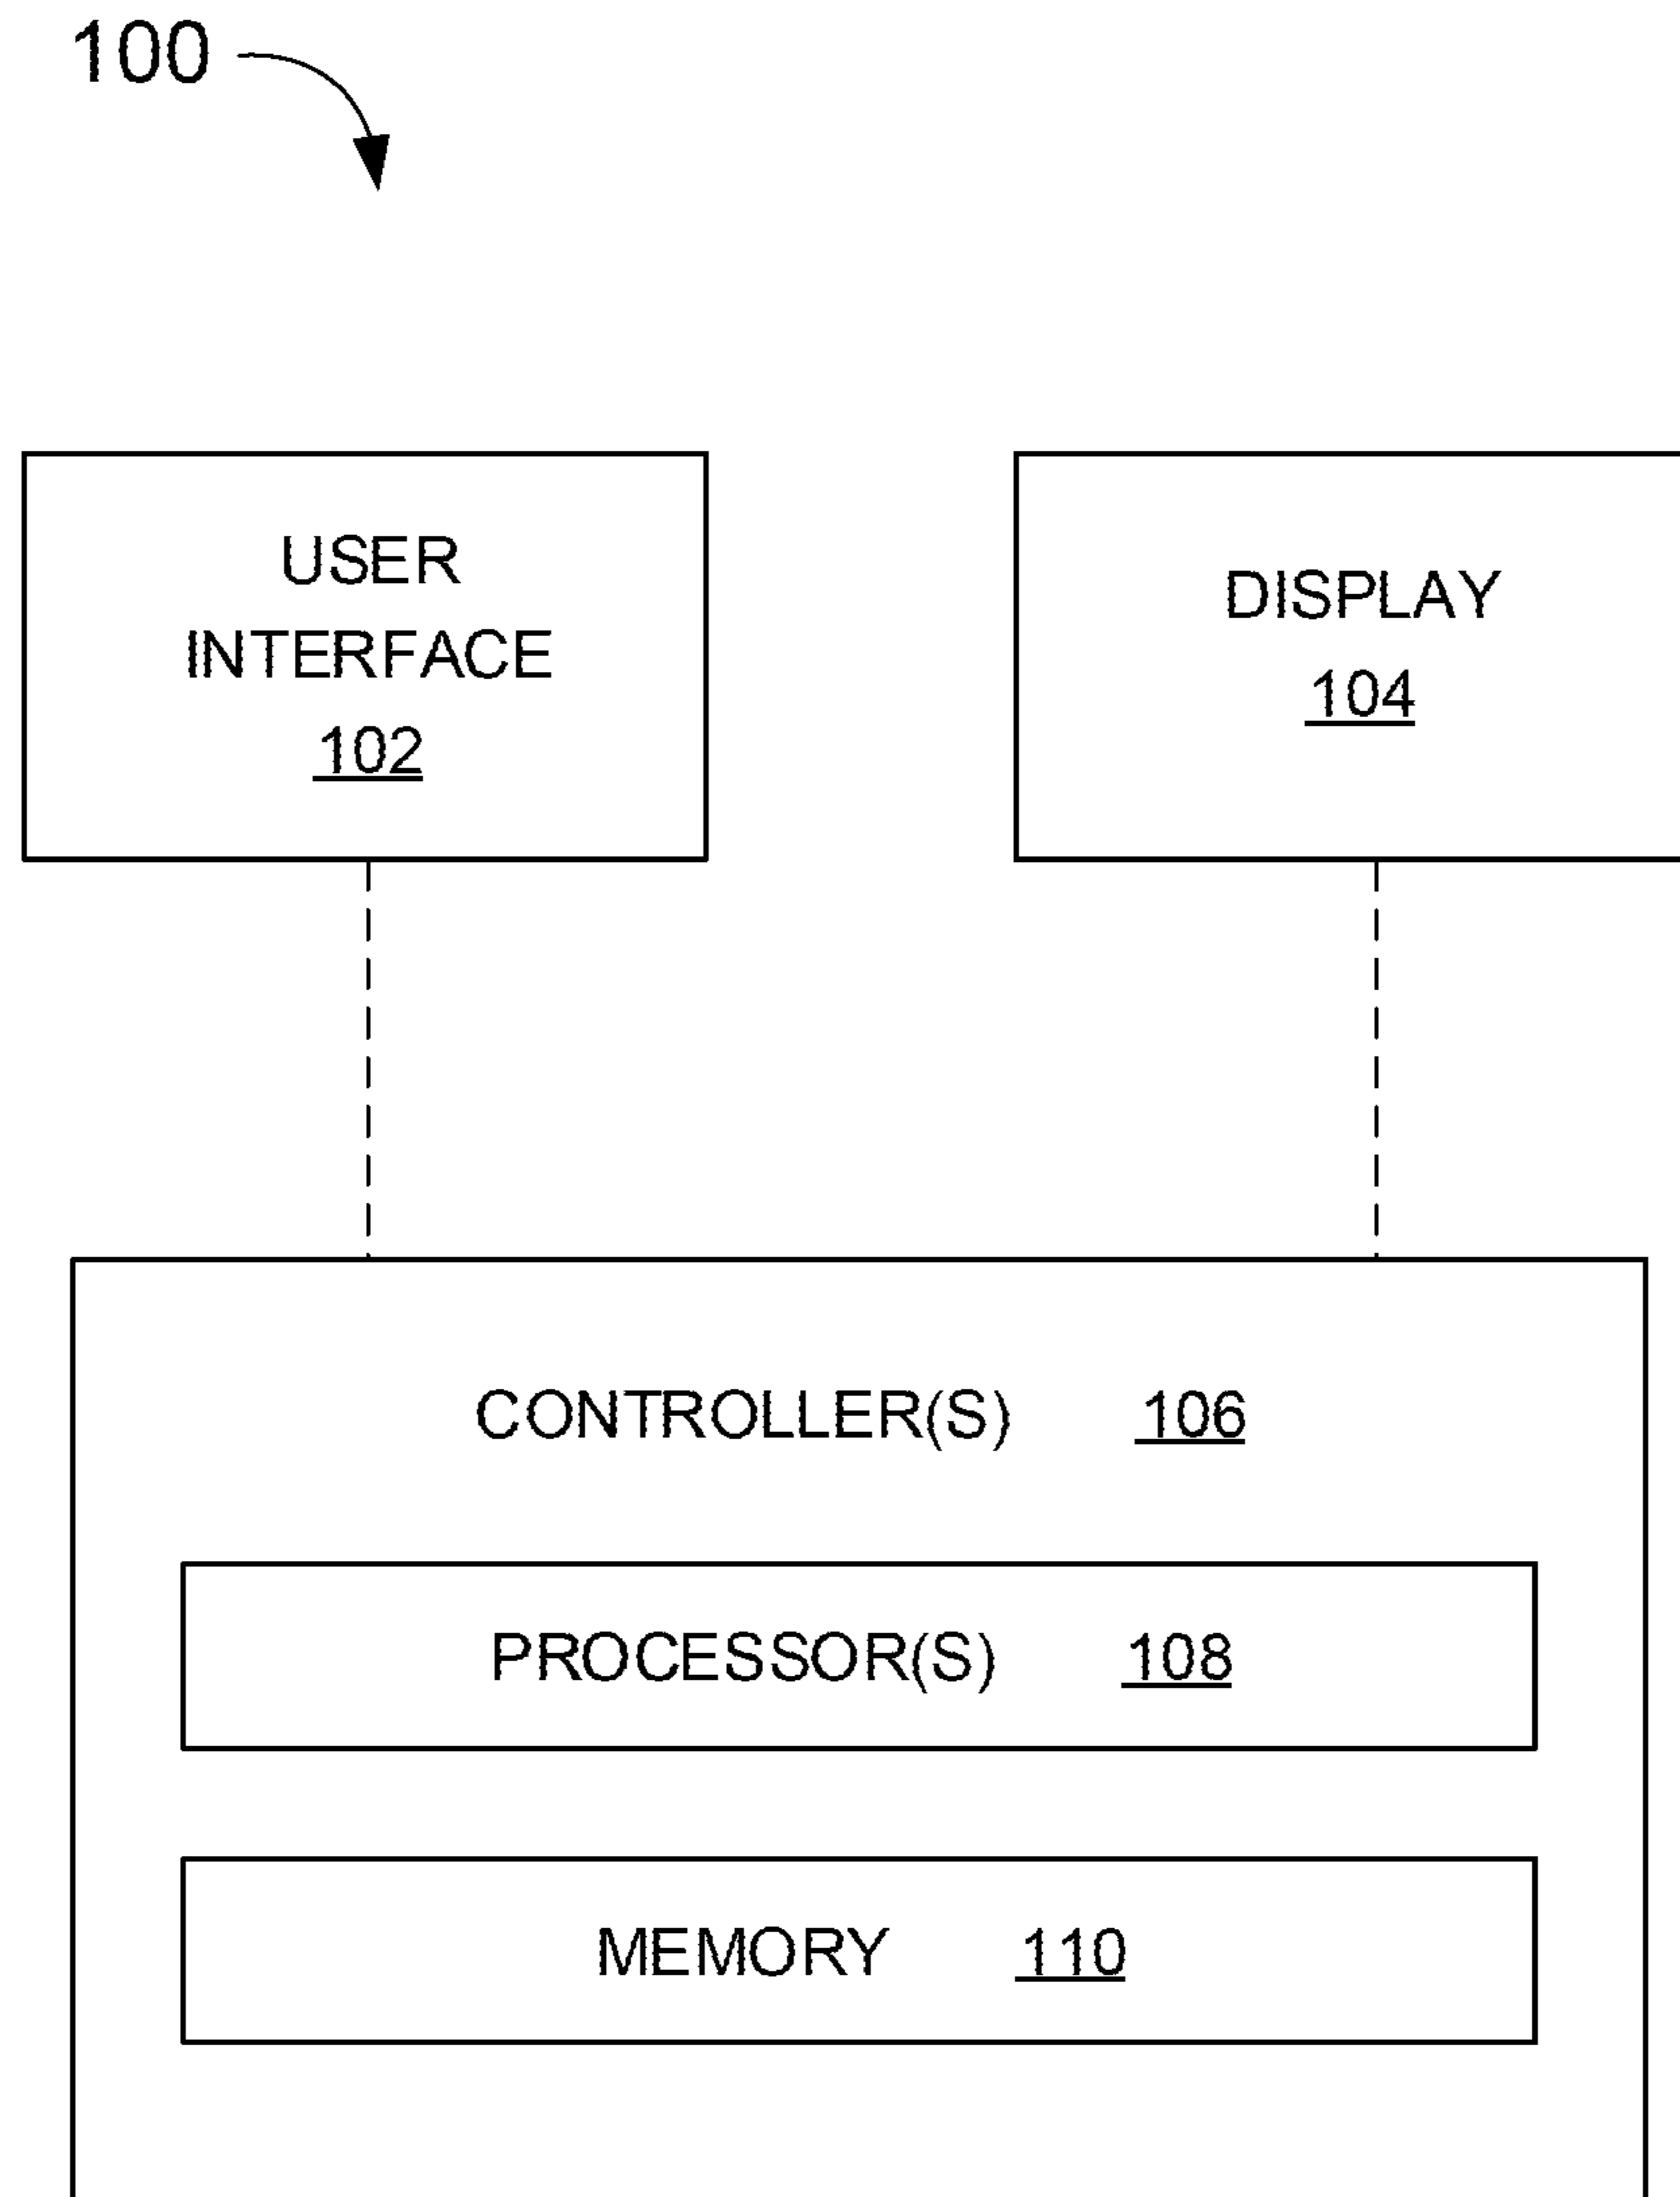 100
USER
INTERFACE
102
DISPLAY
104
CONTROLLER(S) 106
PROCESSOR(S) 108
MEMORY 110